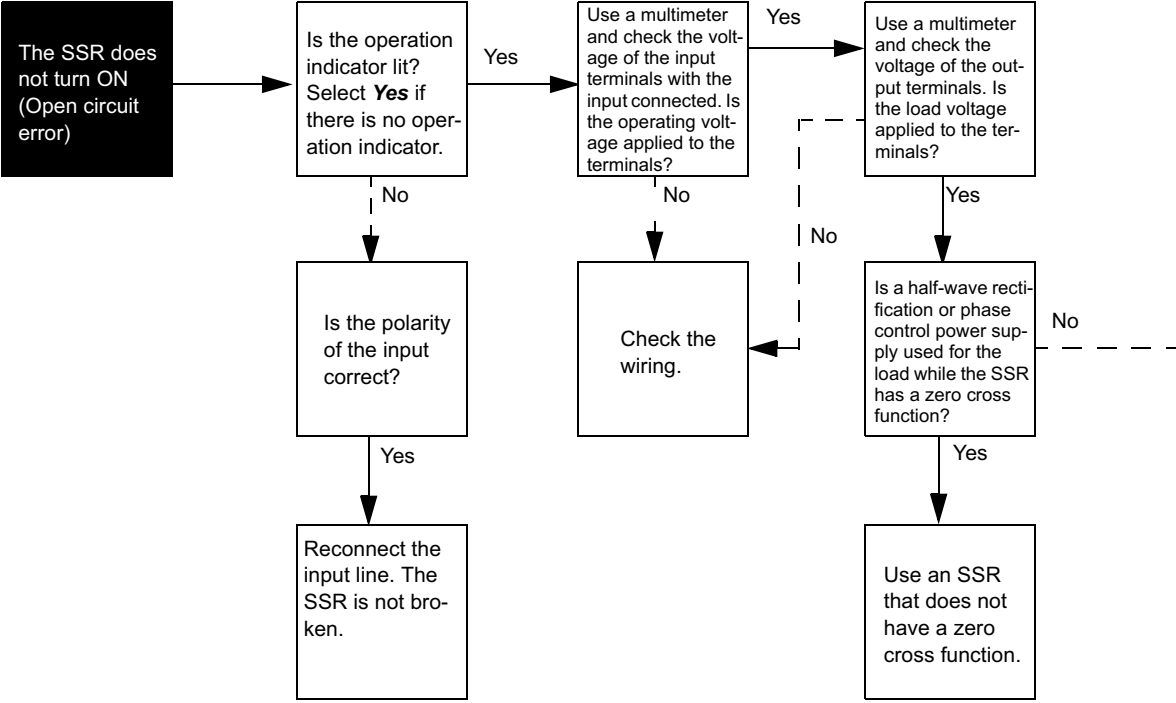 The SSR does
not turn ON
(Open circuit
error)
Is the operation
indicator lit?
Select Yes if
there is no oper-
ation indicator.
Yes
Use a multimeter
and check the volt-
age of the input
terminals with the
input connected. Is
the operating volt-
age applied to the
terminals?
Yes
Use a multimeter
and check the
voltage of the out-
put terminals. Is
the load voltage
applied to the ter-
minals?
No
No
No
Yes
Is the polarity
of the input
correct?
Check the
wiring.
Is a half-wave recti-
fication or phase
control power sup-
ply used for the
load while the SSR
has a zero cross
function?
No
Yes
Yes
Reconnect the
input line. The
SSR is not bro-
ken.
Use an SSR
that does not
have a zero
cross function.